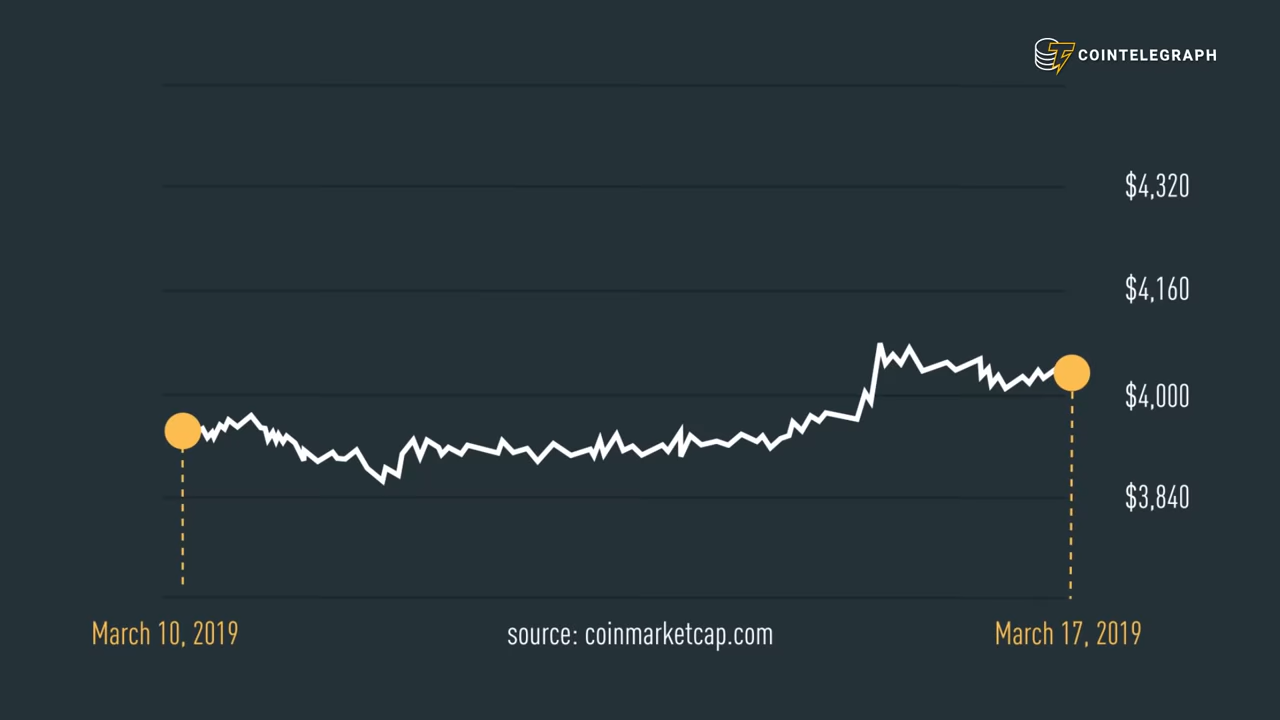 COINTELEGRAPH
$4,320
$4,160
$4,000
$3,840
March 10, 2019
source: coinmarketcap.com
March 17, 2019